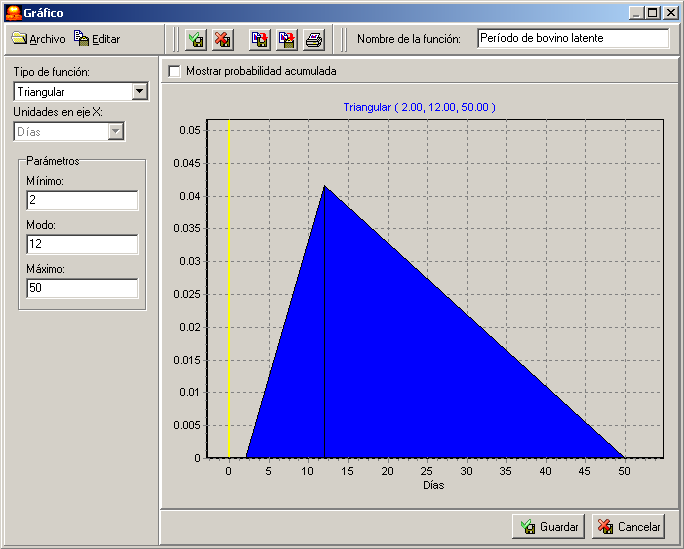 Gráfico
Archivo Editar Nombre de la función: Período de bovino latente
Tipo de función:
Triangular
Unidades en eje X:
Días
Parámetros
Mínimo:
2
Modo:
12
Máximo:
50
Mostrar probabilidad acumulada
Triangular ( 2.00, 12.00, 50.00 )
0.05
0.045
0.04
0.035
0.03
0.025
0.02
0.015
0.01
0.005
0
0 5 10 15 20 25 30 35 40 45 50
Días
Guardar Cancelar